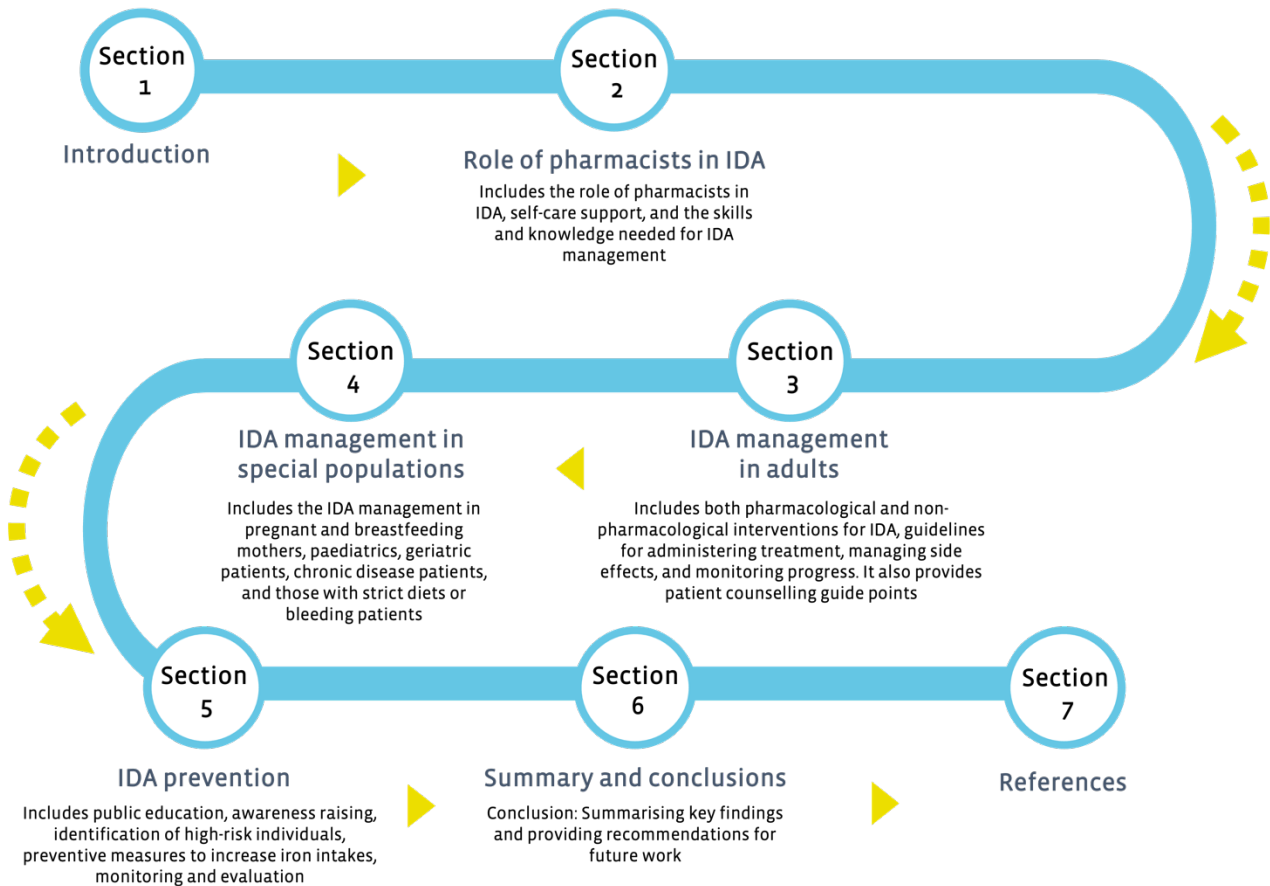 Section
1
Introduction
Section
2
Role of pharmacists in IDA
Includes the role of pharmacists in
IDA, self-care support, and the skills
and knowledge needed for IDA
management
Section
3
IDA management
in adults
Includes both pharmacological and non-
pharmacological interventions for IDA, guidelines
for administering treatment, managing side
effects, and monitoring progress. It also provides
patient counselling guide points
Section
4
IDA management in
special populations
Includes the IDA management in
pregnant and breastfeeding
mothers, paediatrics, geriatric
patients, chronic disease patients,
and those with strict diets or
bleeding patients
Section
5
IDA prevention
Includes public education, awareness raising,
identification of high-risk individuals,
preventive measures to increase iron intakes,
monitoring and evaluation
Section
6
Summary and conclusions
Conclusion: Summarising key findings
and providing recommendations for
future work
Section
7
References